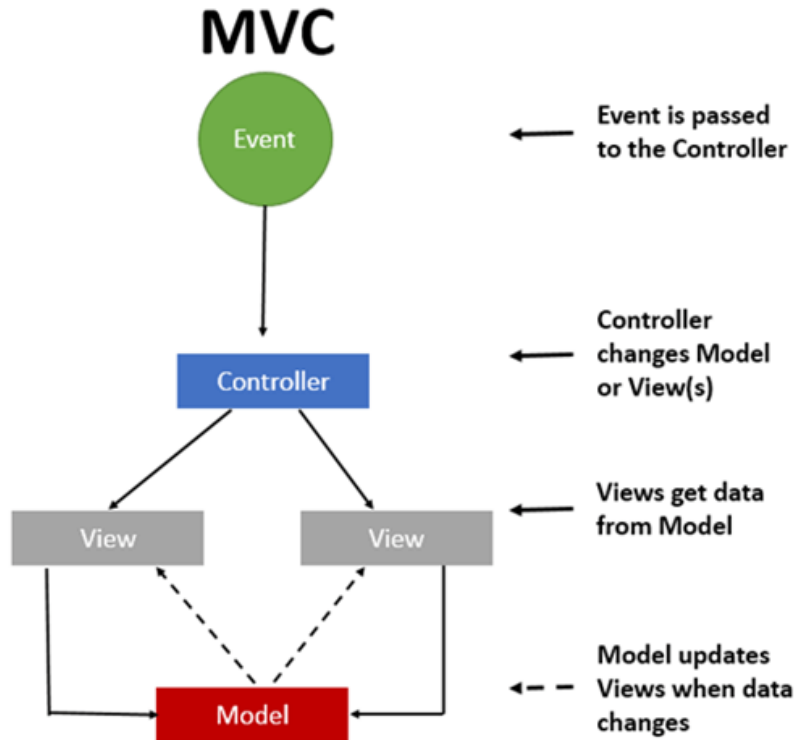 MVC
Event
Event is passed
to the Controller
Controller
Controller
changes Model
or View(s)
View
View
Views get data
from Model
Model
Model updates
Views when data
changes